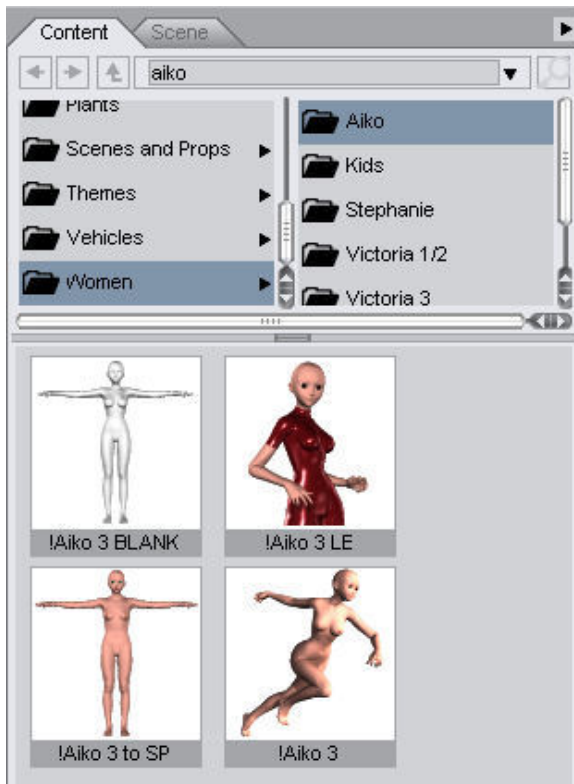 Content
Scene
aiko
Plants
Scenes and Props
Themes
Vehicles
Women
Aiko
Kids
Stephanie
Victoria 1/2
Victoria 3
!Aiko 3 BLANK
!Aiko 3 LE
!Aiko 3 to SP
!Aiko 3